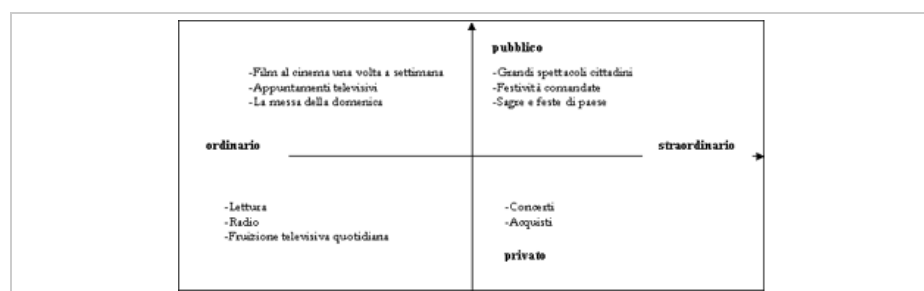 pubblico
-Film al cinema una volta a settimana
-Appuntamenti televisivi
-La messa della domenica
-Grandi spettacoli cittadini
-Festività comandate
-Sagre e feste di paese
ordinario
straordinario
-Lettura
-Radio
-Fruizione televisiva quotidiana
-Concerti
-Acquisti
privato